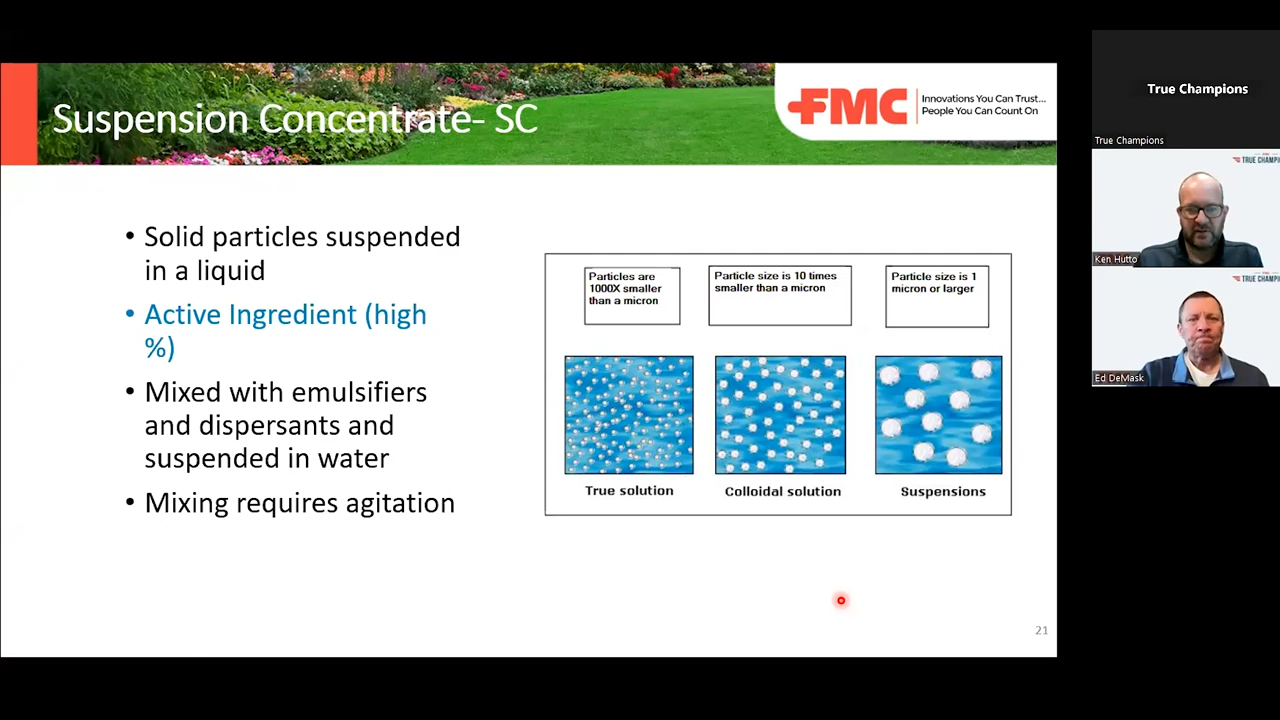 Suspension Concentrate- SC
FMC
Innovations You Can Trust...
People You Can Count On
• Solid particles suspended
in a liquid
• Active Ingredient (high
%)
• Mixed with emulsifiers
and dispersants and
suspended in water
• Mixing requires agitation
Particles are
1000X smaller
than a micron
Particle size is 10 times
smaller than a micron
Particle size is 1
micron or larger
True solution
Colloidal solution
Suspensions
21
True Champions
True Champions
TRUE CHAMPI
Ken Hutto
TRUE CHAMPI
Ed DeMask